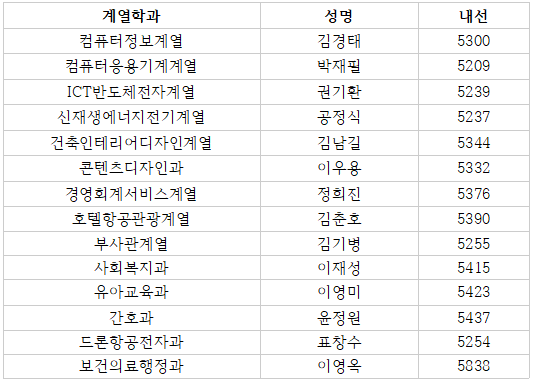 계열학과 성명 내선
컴퓨터정보계열 김경태 5300
컴퓨터응용기계계열 박재필 5209
ICT반도체전자계열 권기환 5239
신재생에너지전기계열 공정식 5237
건축인테리어디자인계열 김남길 5344
콘텐츠디자인과 이우용 5332
경영회계서비스계열 정희진 5376
호텔항공관광계열 김춘호 5390
부사관계열 김기병 5255
사회복지과 이재성 5415
유아교육과 이영미 5423
간호과 윤정원 5437
드론항공전자과 표창수 5254
보건의료행정과 이영옥 5838